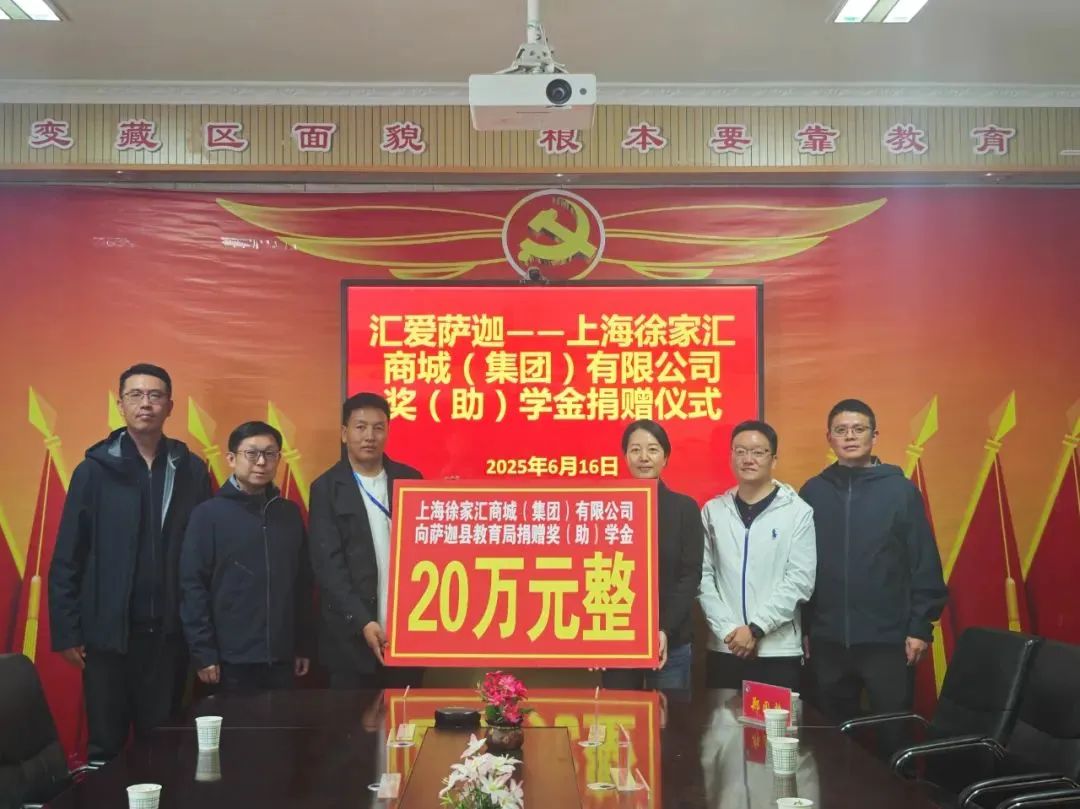 变藏区面貌 根本要靠教育
汇爱萨迦——上海徐家汇
商城（集团）有限公司
奖（助）学金捐赠仪式
2025年6月16日
上海徐家汇商城（集团）有限公司
向萨迦县教育局捐赠奖（助）学金
20万元整